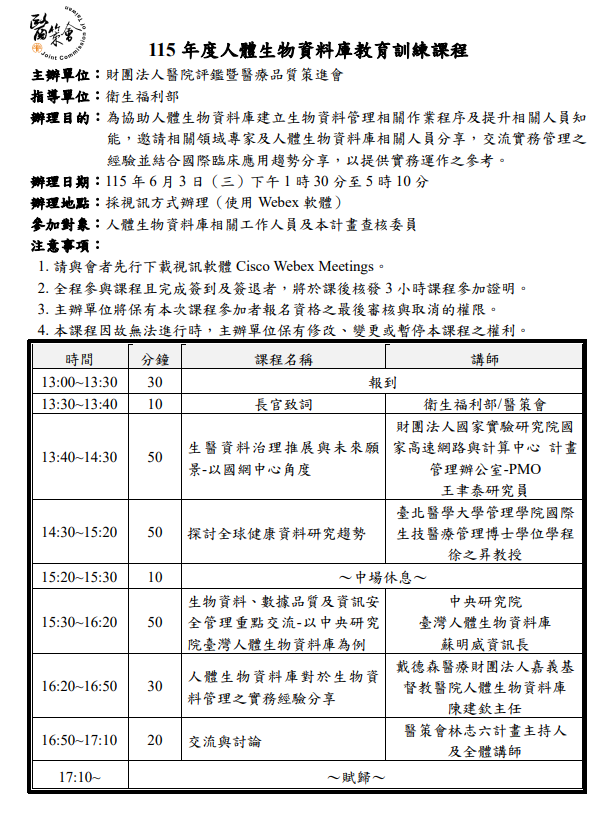 醫策會
Joint Commission of Taiwan
115 年度人體生物資料庫教育訓練課程
主辦單位：財團法人醫院評鑑暨醫療品質策進會
指導單位：衛生福利部
辦理目的：為協助人體生物資料庫建立生物資料管理相關作業程序及提升相關人員知
能，邀請相關領域專家及人體生物資料庫相關人員分享，交流實務管理之
經驗並結合國際臨床應用趨勢分享，以提供實務運作之參考。
辦理日期：115 年 6 月 3 日（三）下午 1 時 30 分至 5 時 10 分
辦理地點：採視訊方式辦理（使用 Webex 軟體）
參加對象：人體生物資料庫相關工作人員及本計畫查核委員
注意事項：
1. 請與會者先行下載視訊軟體 Cisco Webex Meetings。
2. 全程參與課程且完成簽到及簽退者，將於課後核發 3 小時課程參加證明。
3. 主辦單位將保有本次課程參加者報名資格之最後審核與取消的權限。
4. 本課程因故無法進行時，主辦單位保有修改、變更或暫停本課程之權利。
時間 分鐘 課程名稱 講師
13:00~13:30 30 報到
13:30~13:40 10 長官致詞 衛生福利部/醫策會
13:40~14:30 50 生醫資料治理推展與未來願
景-以國網中心角度
財團法人國家實驗研究院國
家高速網路與計算中心 計畫
管理辦公室-PMO
王聿泰研究員
14:30~15:20 50 探討全球健康資料研究趨勢
臺北醫學大學管理學院國際
生技醫療管理博士學位學程
徐之昇教授
15:20~15:30 10 ～中場休息～
15:30~16:20 50 生物資料、數據品質及資訊安
全管理重點交流-以中央研究
院臺灣人體生物資料庫為例
中央研究院
臺灣人體生物資料庫
蘇明威資訊長
16:20~16:50 30 人體生物資料庫對於生物資
料管理之實務經驗分享
戴德森醫療財團法人嘉義基
督教醫院人體生物資料庫
陳建欽主任
16:50~17:10 20 交流與討論
醫策會林志六計畫主持人
及全體講師
17:10~ ～賦歸～